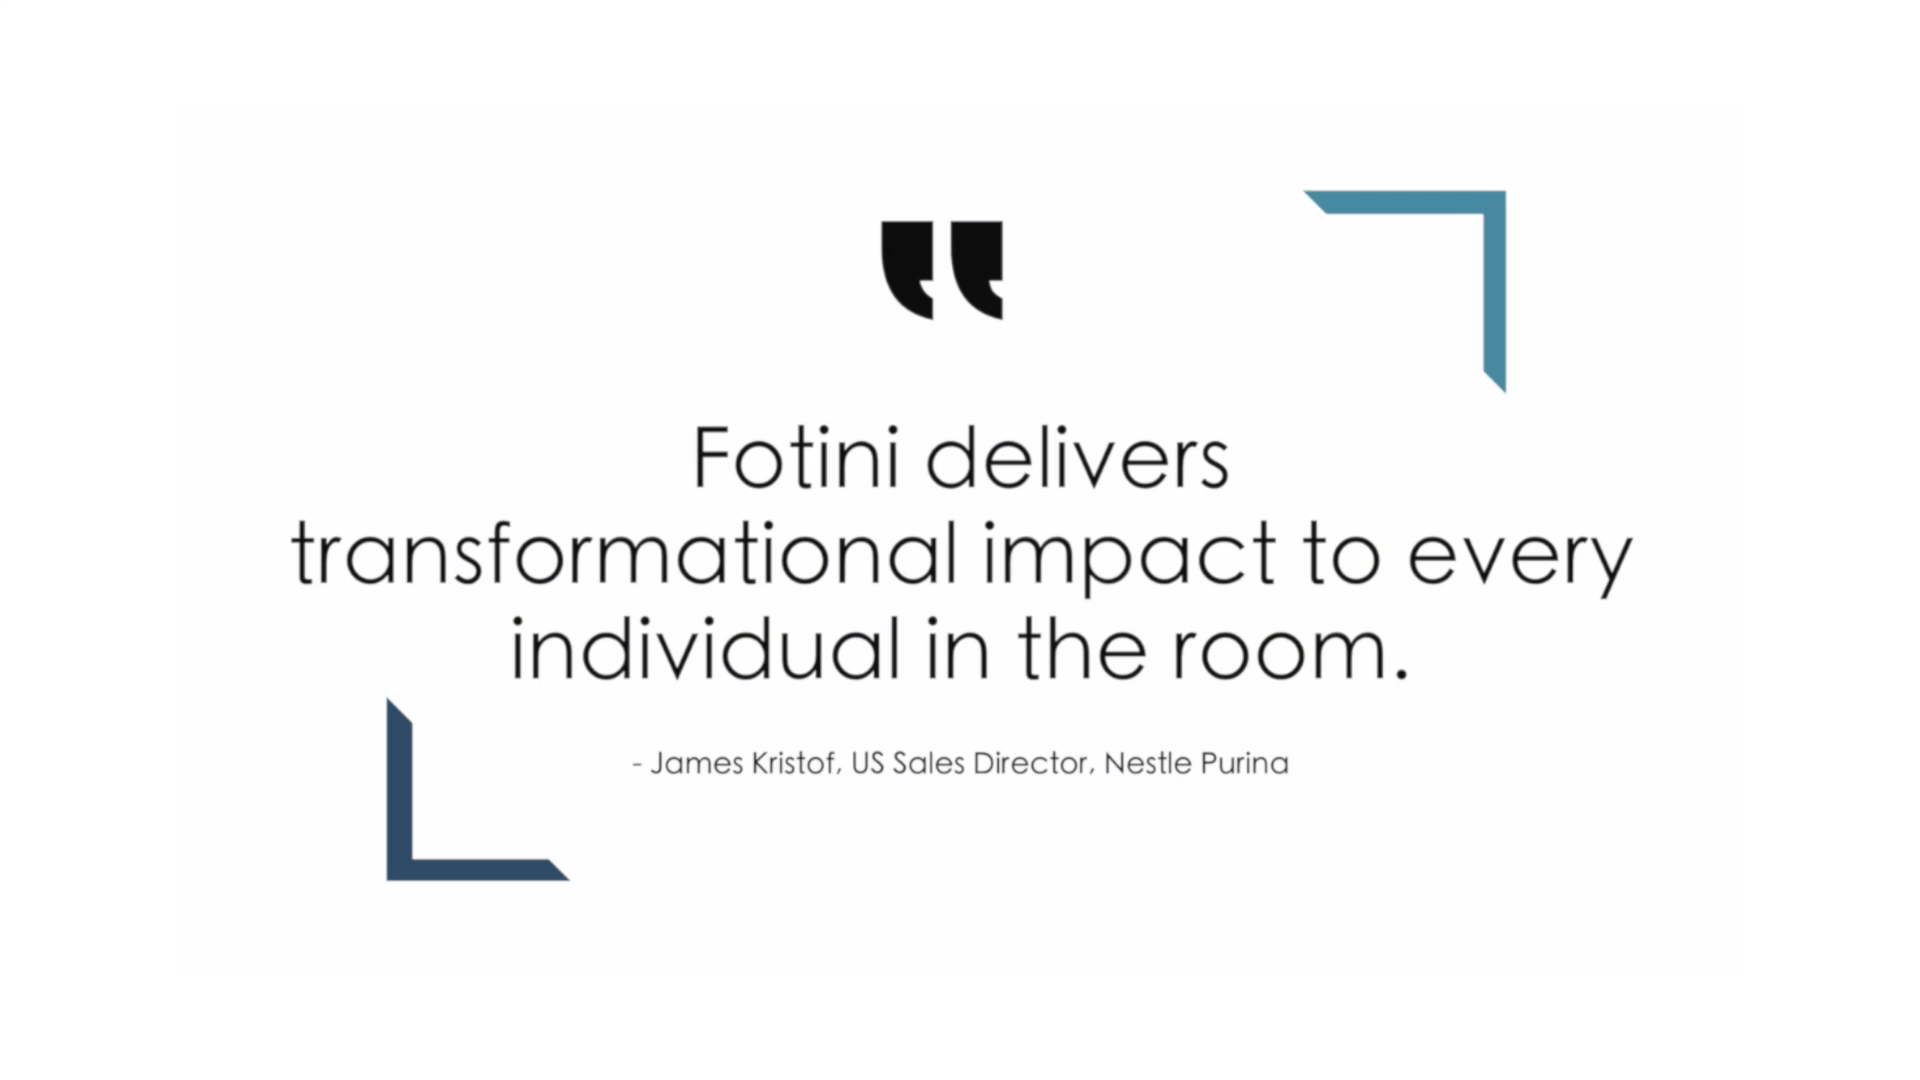 "
Fotini delivers
transformational impact to every
individual in the room.
- James Kristof, US Sales Director, Nestle Purina